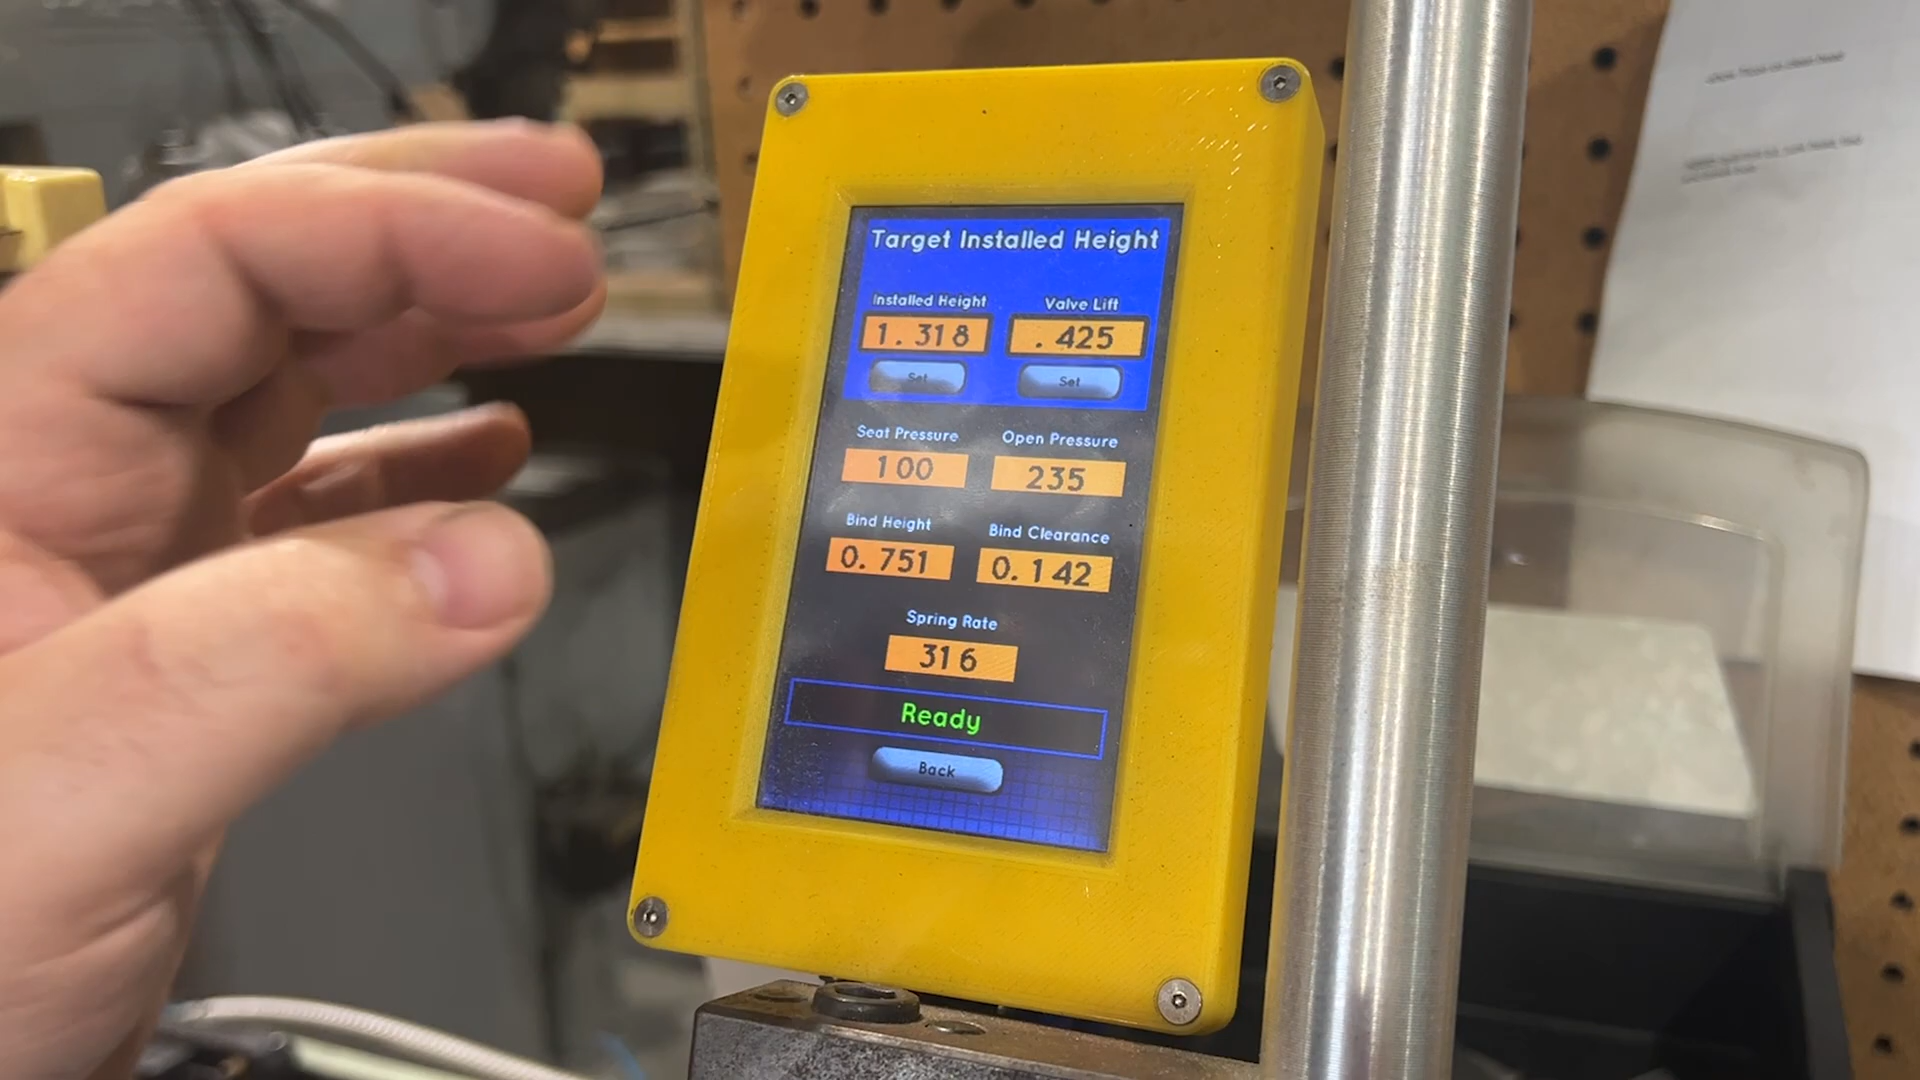 Target Installed Height
Installed Height Valve Lift
1.318 .425
Set Set
Seat Pressure Open Pressure
100 235
Bind Height Bind Clearance
0.751 0.142
Spring Rate
316
Ready
Back